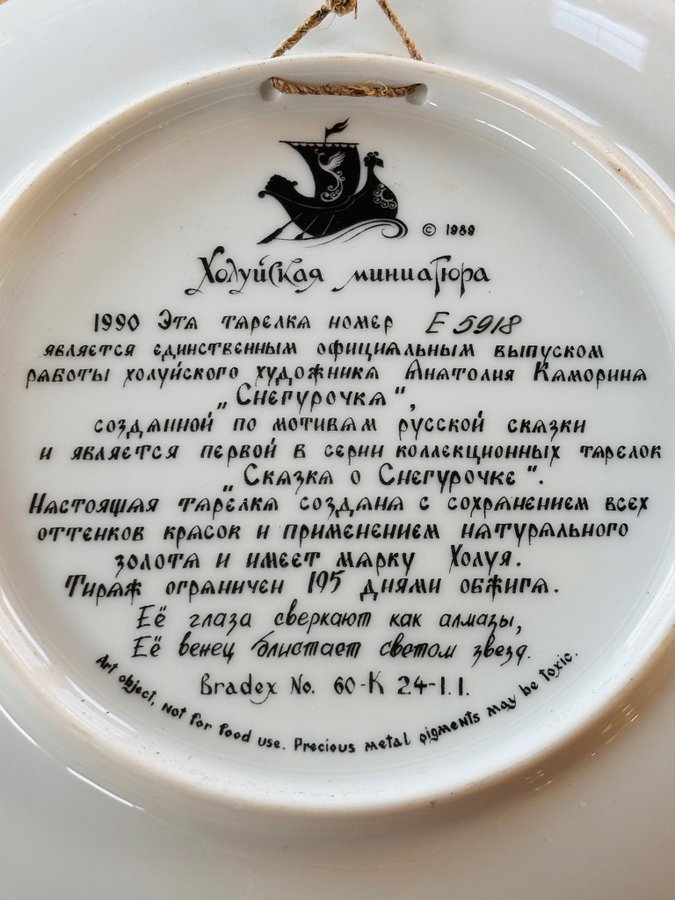 © 1989
Холуйская миниатюра
1990 Эта тарелка номер E 5918
является единственным официальным выпуском
работы холуйского художника Анатолия Каморина
„Снегурочка“,
созданной по мотивам русской сказки
и является первой в серии коллекционных тарелок
„Сказка о Снегурочке“.
Настоящая тарелка создана с сохранением всех
оттенков красок и применением натурального
золота и имеет марку Холуя.
Тираж ограничен 195 днями обжига.
Её глаза сверкают как алмазы,
Её венец блистает светом звезд.
Bradex No. 60-K 24-1.1.
Art object, not for food use. Precious metal pigments may be toxic.